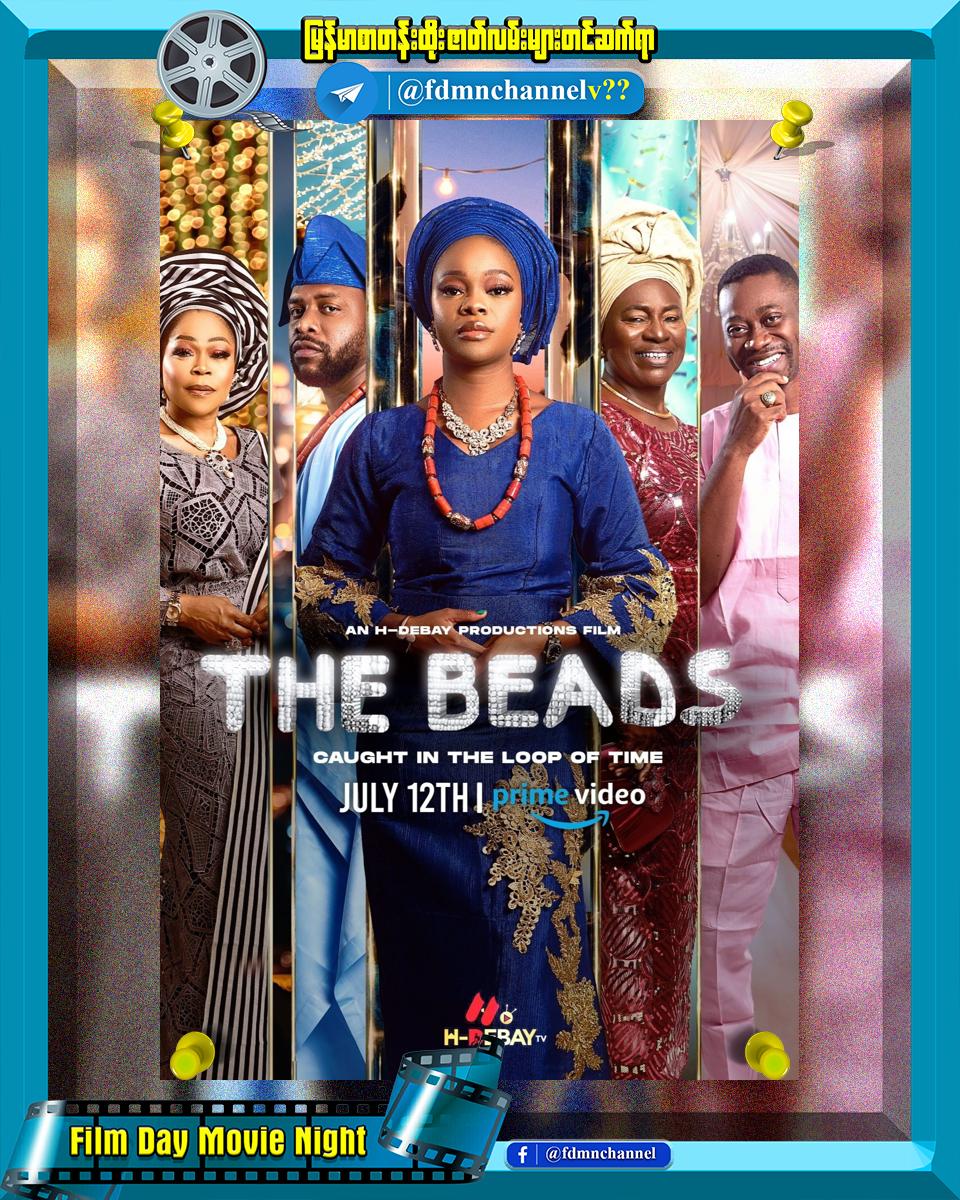 မြန်မာစာတန်းထိုးဇာတ်လမ်းများတင်ဆက်ရာ
@fdmnchannelv??
AN H-DEBAY PRODUCTIONS FILM
THE BEADS
CAUGHT IN THE LOOP OF TIME
JULY 12TH | prime video
H-DEBAY TV
Film Day Movie Night
f | @fdmnchannel